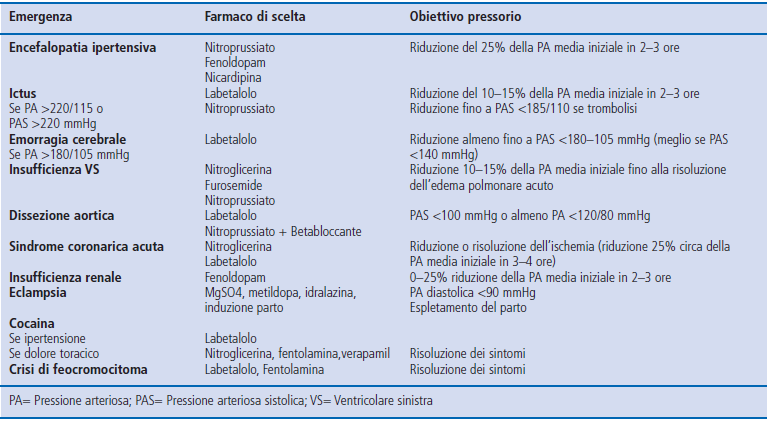 Emergenza Farmaco di scelta Obiettivo pressorio
Encefalopatia ipertensiva Nitroprussiato Riduzione del 25% della PA media iniziale in 2–3 ore
Fenoldopam
Nicardipina
Ictus Labetalolo Riduzione del 10–15% della PA media iniziale in 2–3 ore
Se PA >220/115 o Nitroprussiato Riduzione fino a PAS <185/110 se trombolisi
PAS >220 mmHg
Emorragia cerebrale Labetalolo Riduzione almeno fino a PAS <180–105 mmHg (meglio se PAS
Se PA >180/105 mmHg <140 mmHg)
Insufficienza VS Nitroglicerina Riduzione 10–15% della PA media iniziale fino alla risoluzione
Furosemide dell’edema polmonare acuto
Nitroprussiato
Dissezione aortica Labetalolo PAS <100 mmHg o almeno PA <120/80 mmHg
Nitroprussiato + Betabloccante
Sindrome coronarica acuta Nitroglicerina Riduzione o risoluzione dell’ischemia (riduzione 25% circa della
Labetalolo PA media iniziale in 3–4 ore)
Insufficienza renale Fenoldopam 0–25% riduzione della PA media iniziale in 2–3 ore
Eclampsia MgSO4, metildopa, idralazina, PA diastolica <90 mmHg
induzione parto Espletamento del parto
Cocaina
Se ipertensione Labetalolo
Se dolore toracico Nitroglicerina, fentolamina,verapamil Risoluzione dei sintomi
Crisi di feocromocitoma Labetalolo, Fentolamina Risoluzione dei sintomi
PA= Pressione arteriosa; PAS= Pressione arteriosa sistolica; VS= Ventricolare sinistra